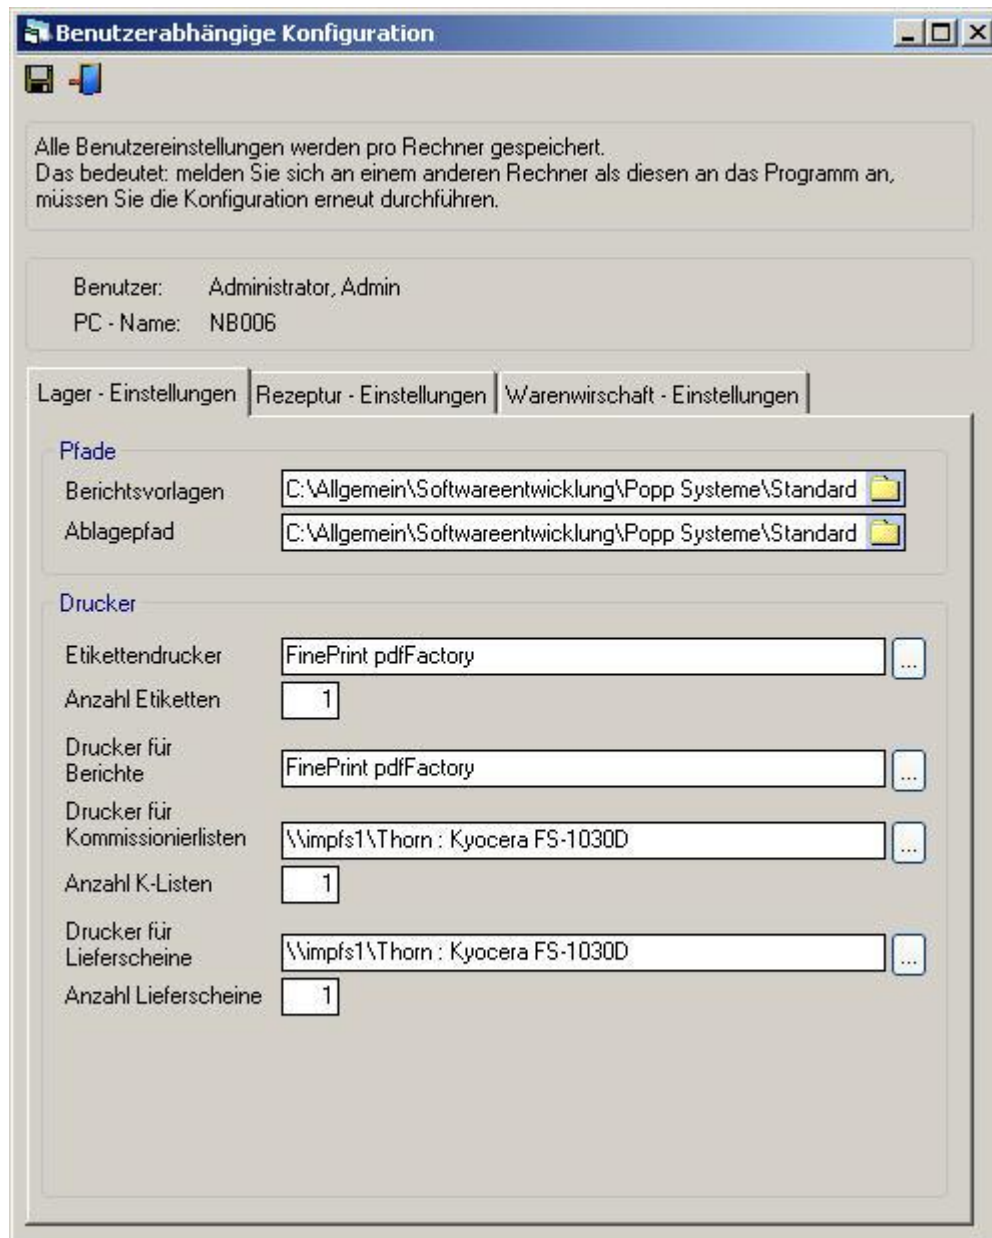 Benutzerabhängige Konfiguration
Alle Benutzereinstellungen werden pro Rechner gespeichert.
Das bedeutet: melden Sie sich an einem anderen Rechner als diesen an das Programm an,
müssen Sie die Konfiguration erneut durchführen.
Benutzer: Administrator, Admin
PC - Name: NB006
Lager - Einstellungen Rezeptur - Einstellungen Warenwirschaft - Einstellungen
Pfade
Berichtsvorlagen C:\Allgemein\Softwareentwicklung\Popp Systeme\Standard
Ablagepfad C:\Allgemein\Softwareentwicklung\Popp Systeme\Standard
Drucker
Etikettendrucker FinePrint pdfFactory ...
Anzahl Etiketten 1
Drucker für
Berichte FinePrint pdfFactory ...
Drucker für
Kommissionierlisten \\impfs1\Thorn : Kyocera FS-1030D ...
Anzahl K-Listen 1
Drucker für
Lieferscheine \\impfs1\Thorn : Kyocera FS-1030D ...
Anzahl Lieferscheine 1